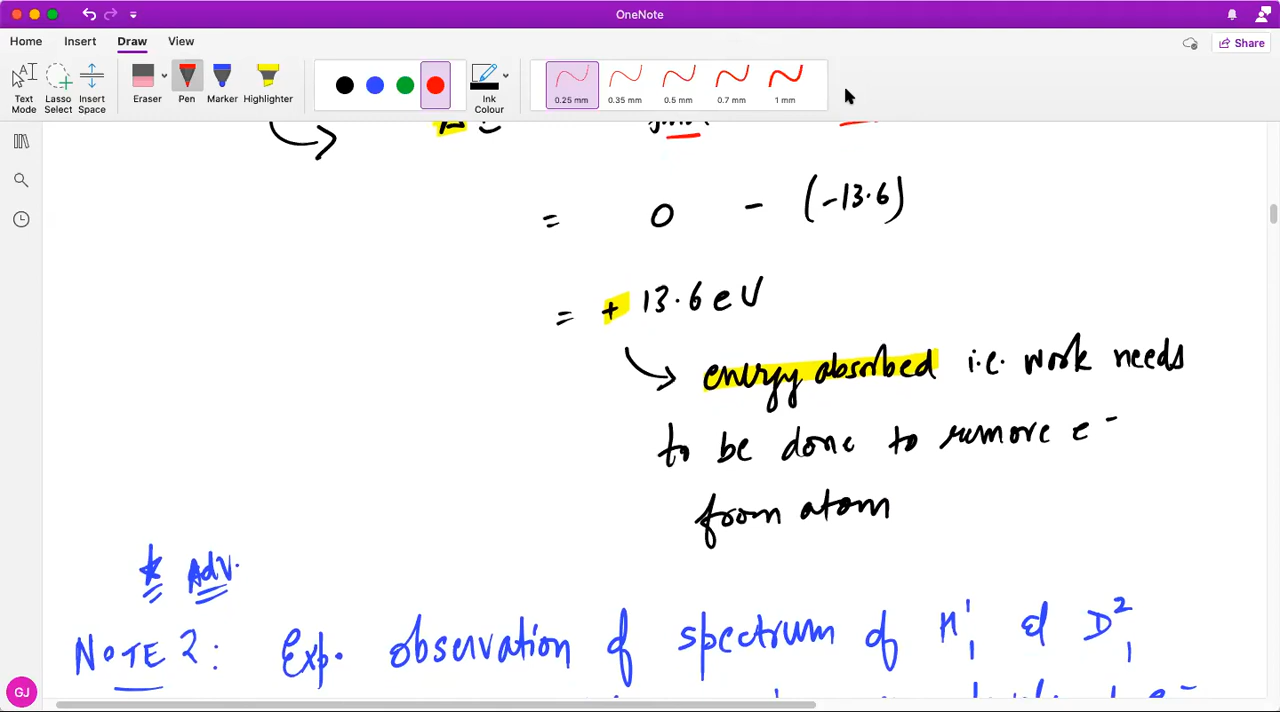 OneNote
Home Insert Draw View
Share
Text Mode
Lasso Select
Insert Space
Eraser
Pen
Marker
Highlighter
Ink Colour
0.25 mm
0.35 mm
0.5 mm
0.7 mm
1 mm
= 0 - (-13.6)
= + 13.6 eV
energy absorbed i.e. work needs
to be done to remove e⁻
from atom
* Adv.
NOTE 2: Exp. observation of spectrum of H¹₁ & D²₁
GJ